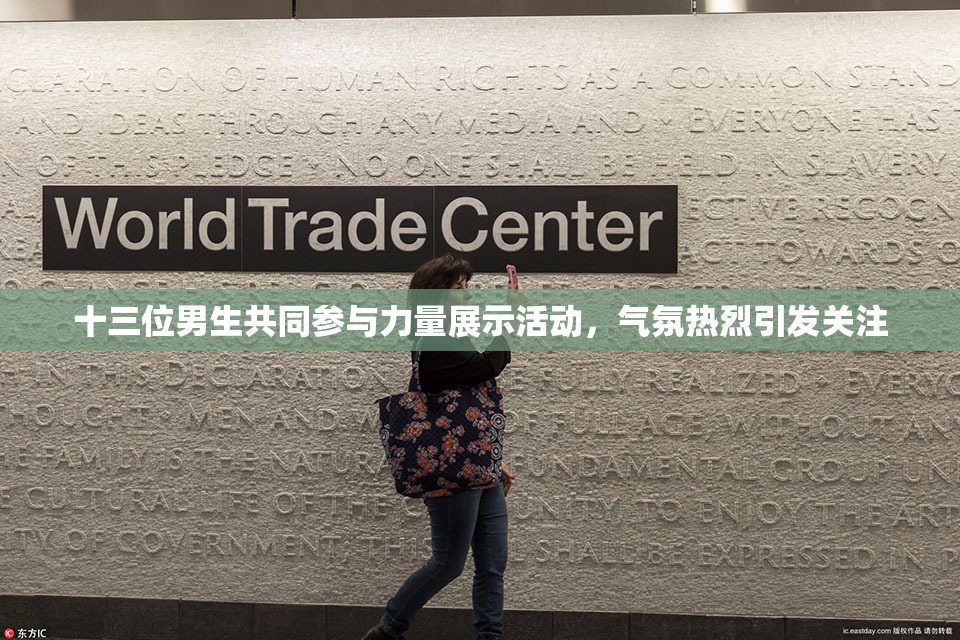 CLARATION OF HUMAN RIGHTS AS A COMMON STAND
AND IDEAS THROUGH ANY MEDIA AND • EVERYONE HAS T
N OF THIS PLEDGE • NO ONE SHALL BE HELD IN SLAVERY
World Trade Center
ECTIVE RECOGN
ACT TOWARDS O
十三位男生共同参与力量展示活动，气氛热烈引发关注
IN THIS DECLARATION FULLY REALIZED • EVERYO
THOUGHT MEN AND OF FULL AGE, WITHO
E FAMILY IS THE NATURA FUNDAMENTAL GROUP
E CULTURAL LIFE OF THE UNITY, TO ENJOY THE ART
TY OF GOVERNMENT; THIS SHALL BE EXPRESSED IN P
东方IC
ic.eastday.com 版权作品 请勿转载